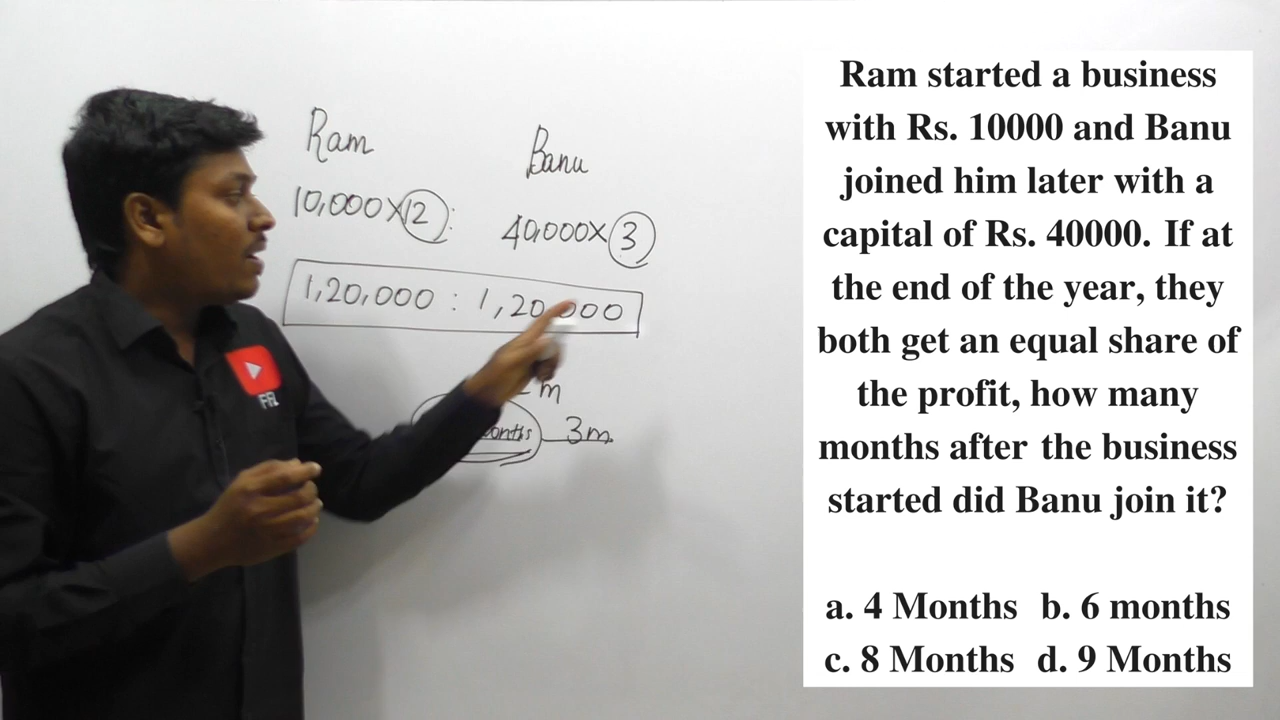 Ram
Banu
10,000×12 :
40,000×3
1,20,000 : 1,20,000
m
3m
Ram started a business
with Rs. 10000 and Banu
joined him later with a
capital of Rs. 40000. If at
the end of the year, they
both get an equal share of
the profit, how many
months after the business
started did Banu join it?
a. 4 Months b. 6 months
c. 8 Months d. 9 Months